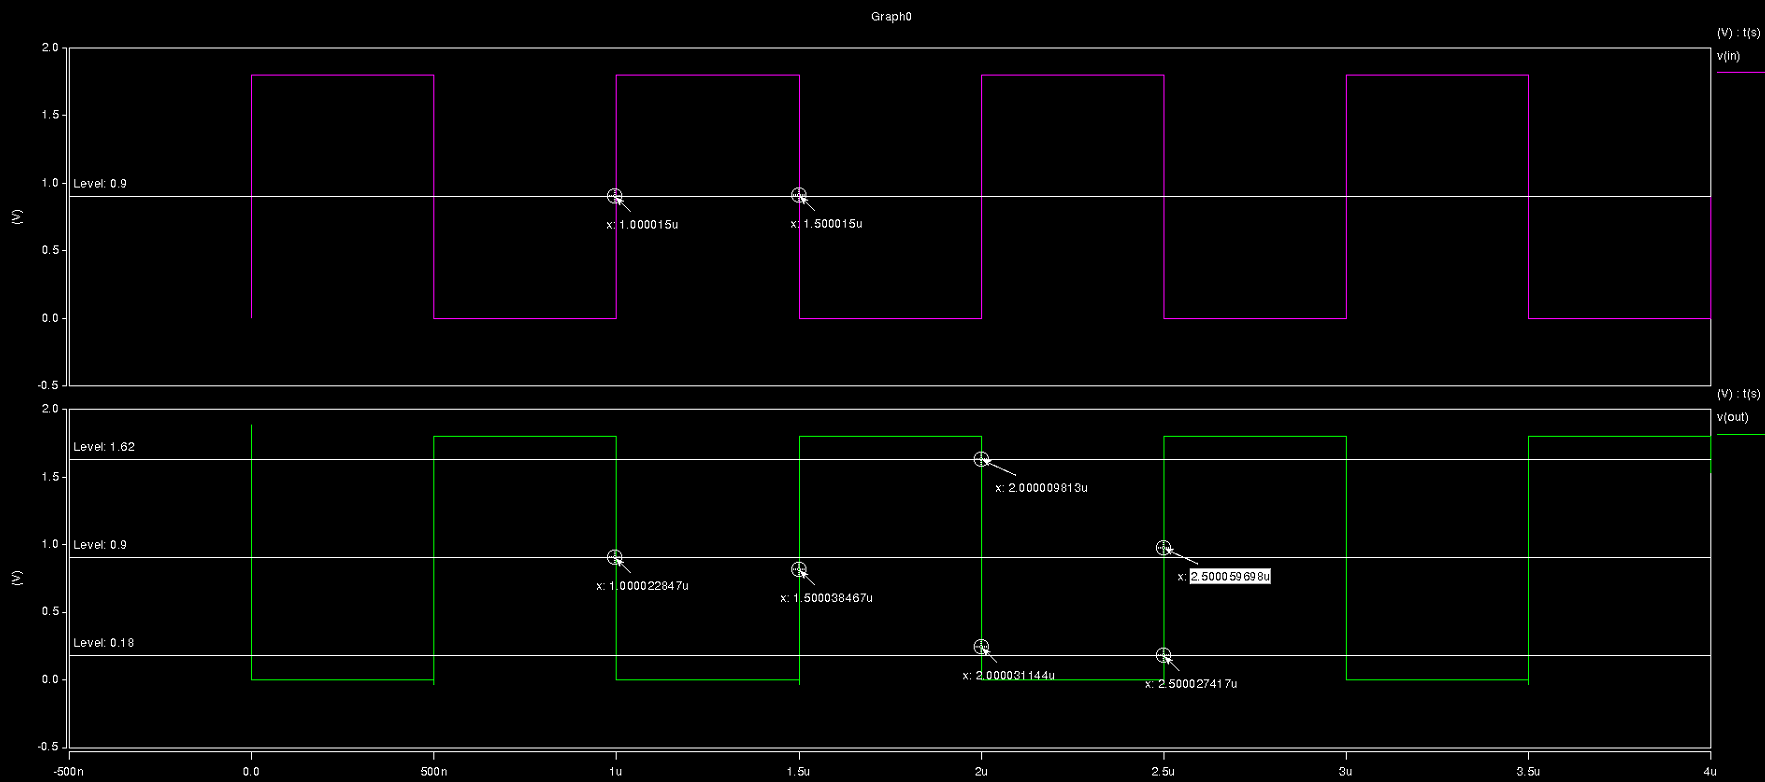 Graph0
(V) : t(s)
v(in)
2.0
1.5
1.0
0.5
0.0
-0.5
(V)
Level: 0.9
x: 1.000015u
x: 1.500015u
(V) : t(s)
v(out)
2.0
1.5
1.0
0.5
0.0
-0.5
(V)
Level: 1.62
Level: 0.9
Level: 0.18
x: 2.000009813u
x: 2.500059698u
x: 1.000022847u
x: 1.500038467u
x: 2.000031144u
x: 2.500027417u
-500n
0.0
500n
1u
1.5u
2u
2.5u
3u
3.5u
4u